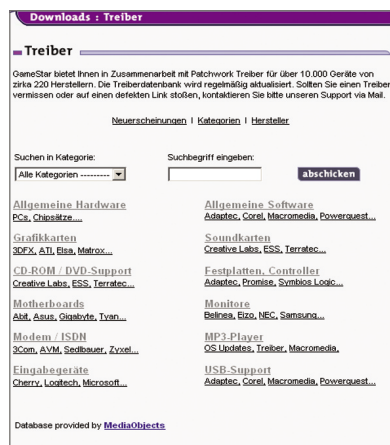 Downloads : Treiber
Treiber
GameStar bietet Ihnen in Zusammenarbeit mit Patchwork Treiber für über 10.000 Geräte von
zirka 220 Herstellern. Die Treiberdatenbank wird regelmäßig aktualisiert. Sollten Sie einen Treiber
vermissen oder auf einen defekten Link stoßen, kontaktieren Sie bitte unseren Support via Mail.
Neuerscheinungen | Kategorien | Hersteller
Suchen in Kategorie: Suchbegriff eingeben:
Alle Kategorien --------- abschicken
Allgemeine Hardware
PCs, Chipsätze....
Allgemeine Software
Adaptec, Corel, Macromedia, Powerquest...
Grafikkarten
3DFX, ATI, Elsa, Matrox...
Soundkarten
Creative Labs, ESS, Terratec...
CD-ROM / DVD-Support
Creative Labs, ESS, Terratec...
Festplatten, Controller
Adaptec, Promise, Symbios Logic...
Motherboards
Abit, Asus, Gigabyte, Tyan...
Monitore
Belinea, Eizo, NEC, Samsung...
Modem / ISDN
3Com, AVM, Sedlbauer, Zyxel...
MP3-Player
OS Updates, Treiber, Macromedia,
Eingabegeräte
Cherry, Logitech, Microsoft...
USB-Support
Adaptec, Corel, Macromedia, Powerquest...
Database provided by MediaObjects